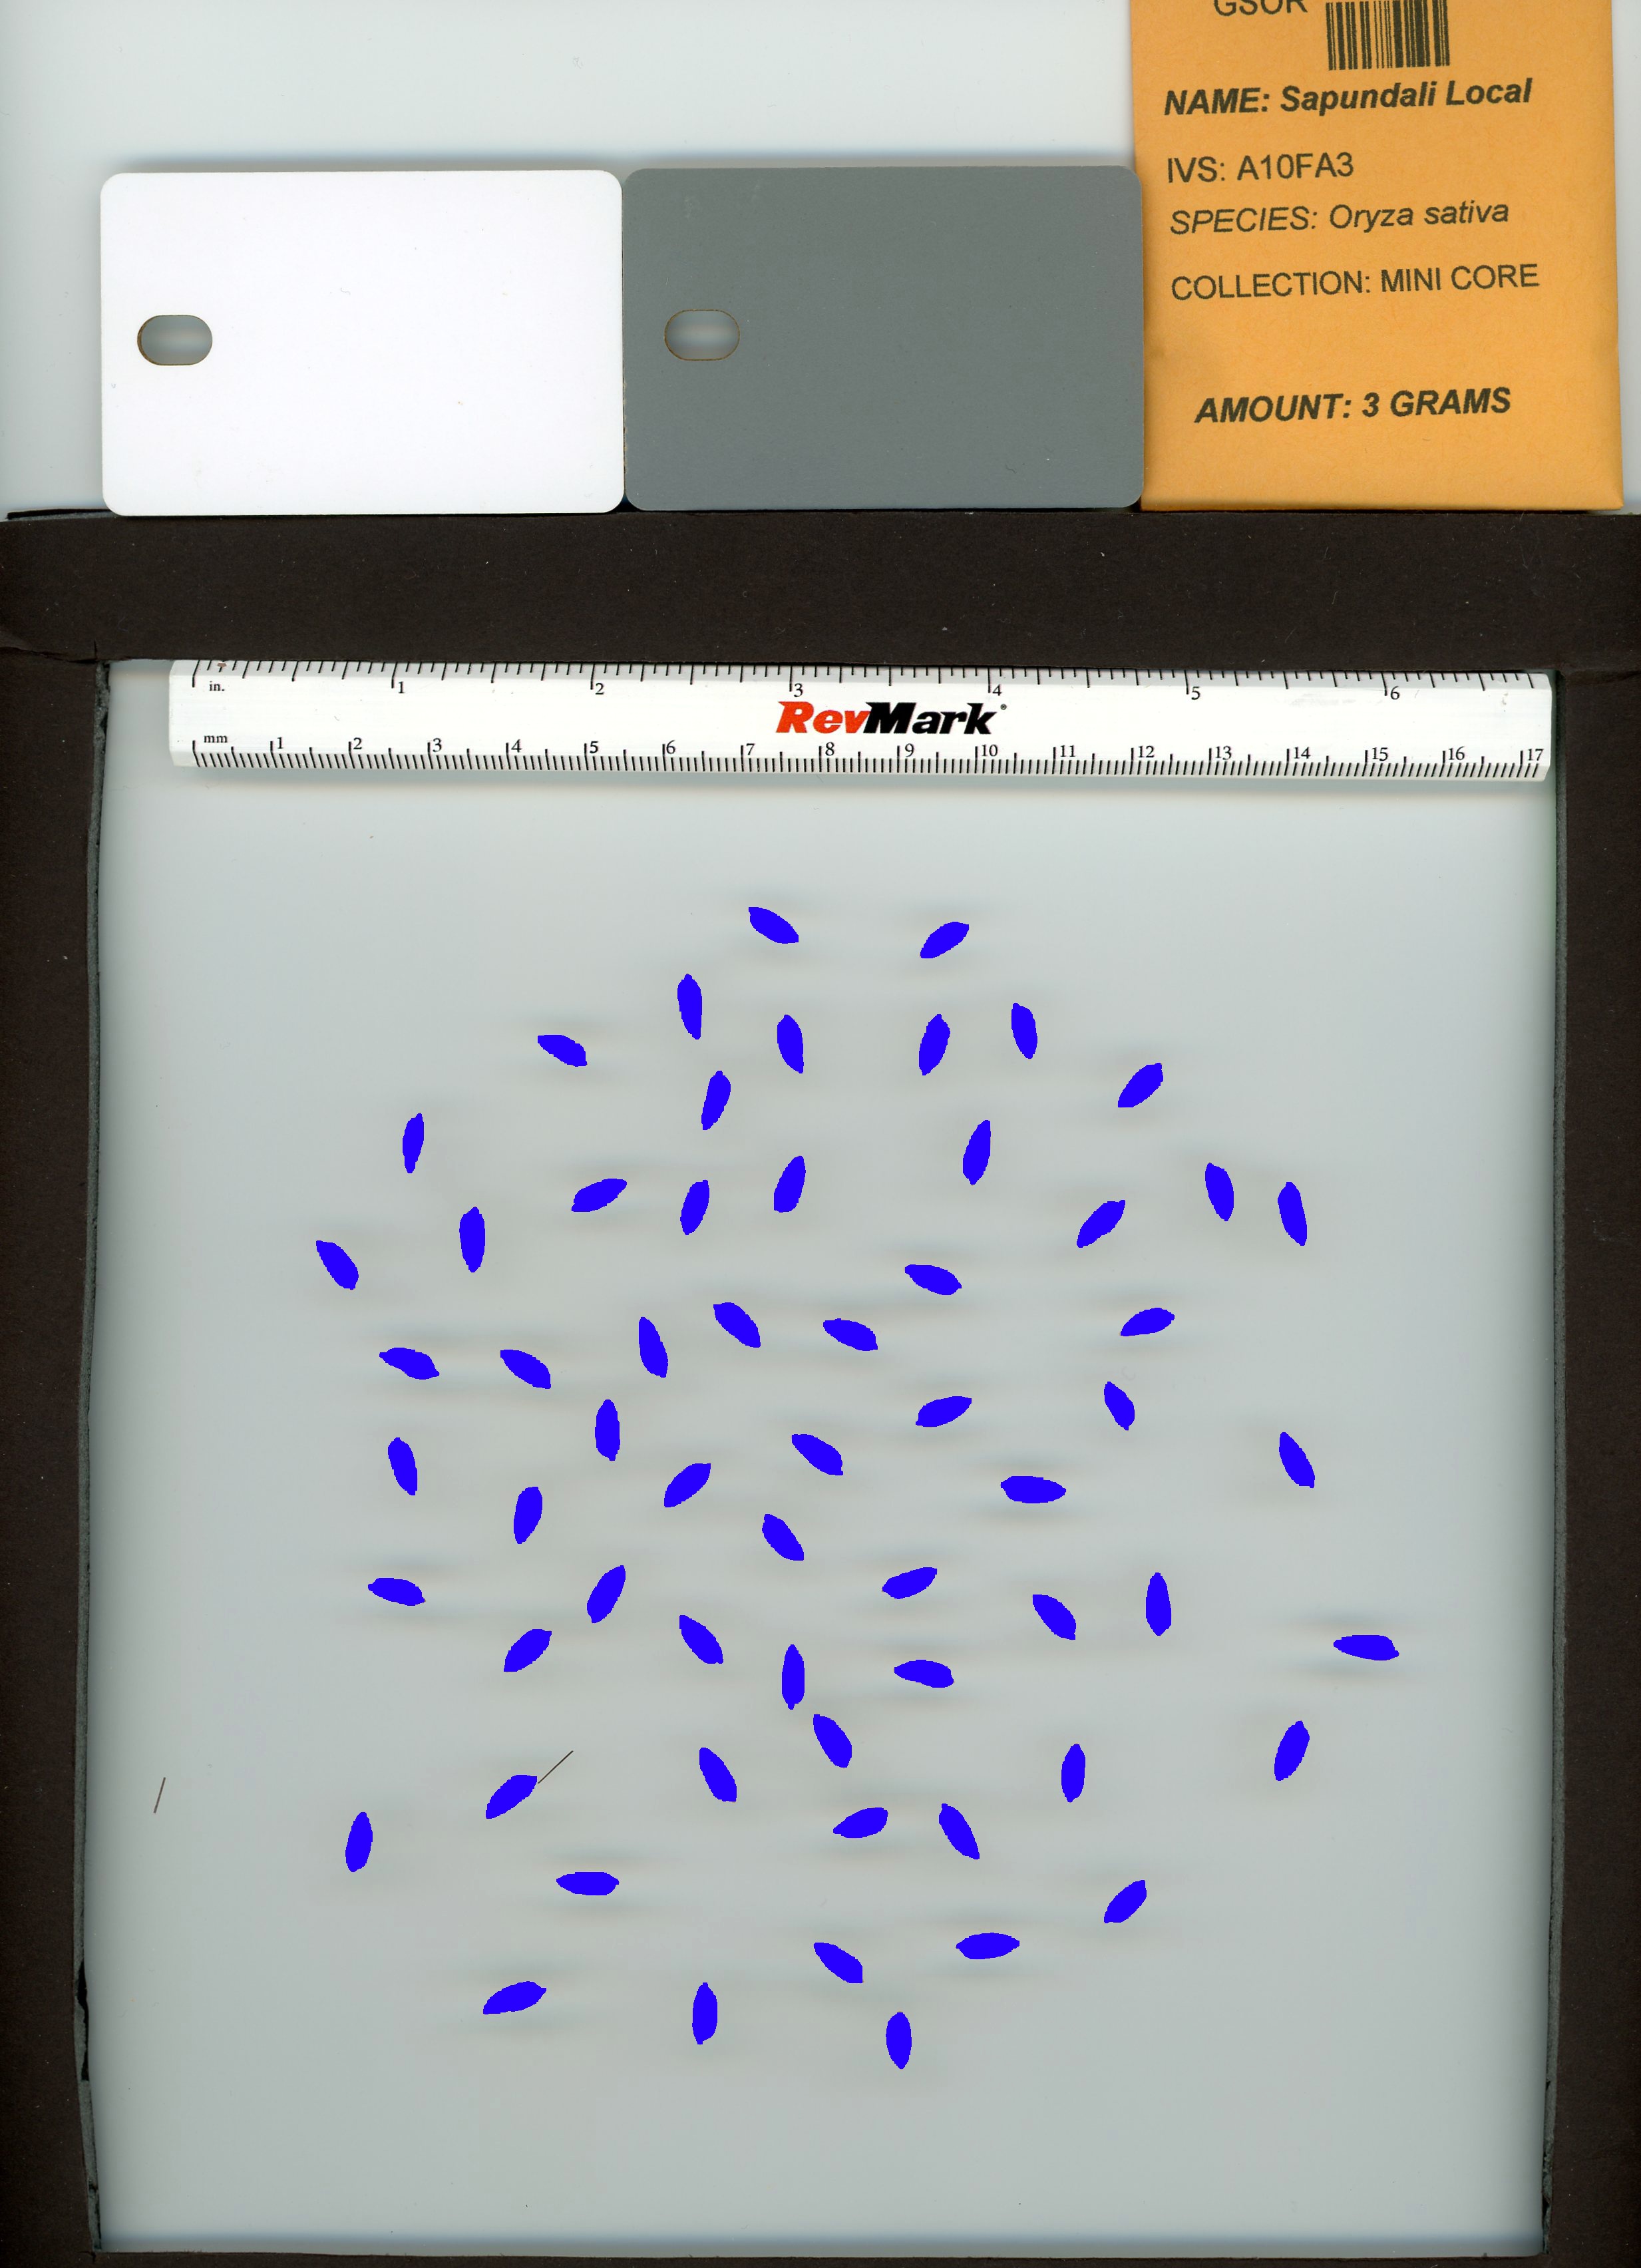 GSOR
NAME: Sapundali Local
IVS: A10FA3
SPECIES: Oryza sativa
COLLECTION: MINI CORE
AMOUNT: 3 GRAMS
in. 1 2 3 4 5 6
RevMark
mm 1 2 3 4 5 6 7 8 9 10 11 12 13 14 15 16 17